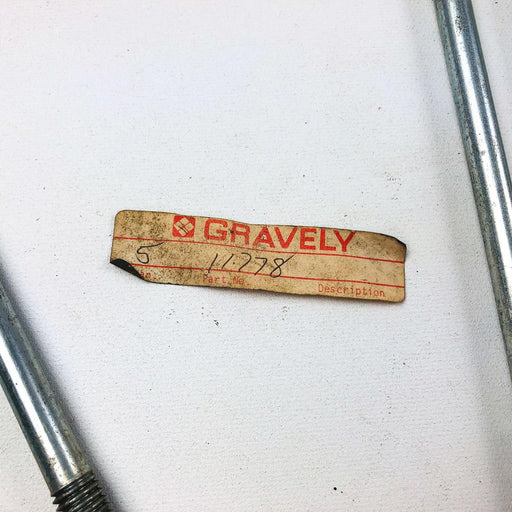 GRAVELY
5 11778
Part No. Description